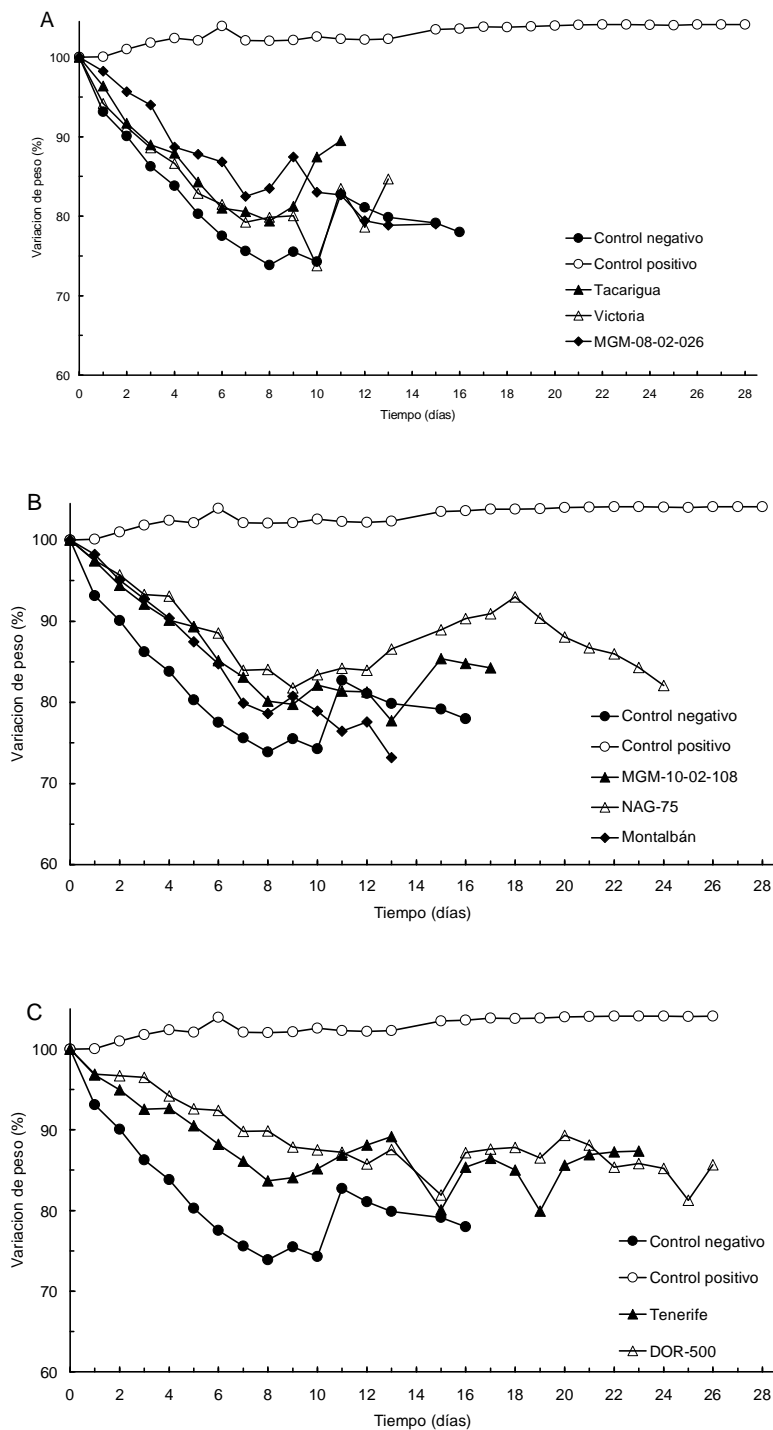 A
100
90
80
70
60
Variacion de peso (%)
Control negativo
Control positivo
Tacarigua
Victoria
MGM-08-02-026
0 2 4 6 8 10 12 14 16 18 20 22 24 26 28
Tiempo (días)
B
100
90
80
70
60
Variacion de peso (%)
Control negativo
Control positivo
MGM-10-02-108
NAG-75
Montalbán
0 2 4 6 8 10 12 14 16 18 20 22 24 26 28
Tiempo (días)
C
100
90
80
70
60
Variacion de peso (%)
Control negativo
Control positivo
Tenerife
DOR-500
0 2 4 6 8 10 12 14 16 18 20 22 24 26 28
Tiempo (días)